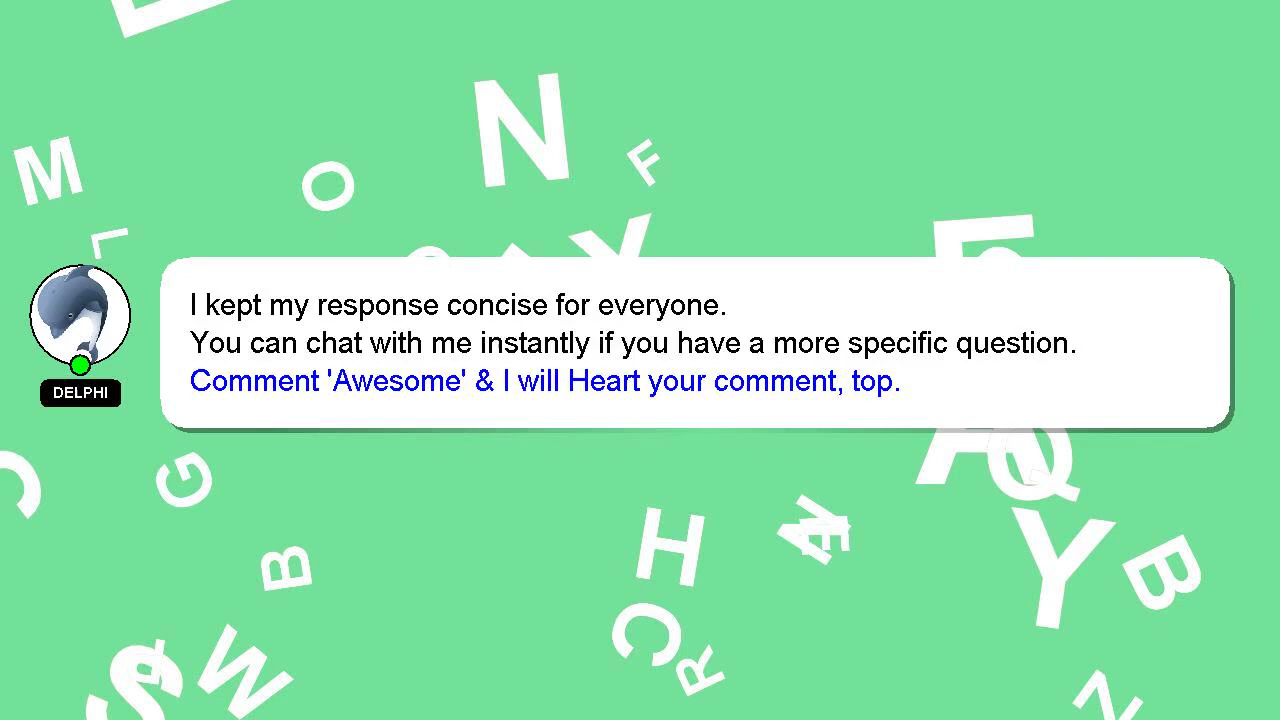 M
L
O
N
F
Y
DELPHI
I kept my response concise for everyone.
You can chat with me instantly if you have a more specific question.
Comment 'Awesome' & I will Heart your comment, top.
A
Q
C
G
B
H
Y
B
C
R
S
W
N